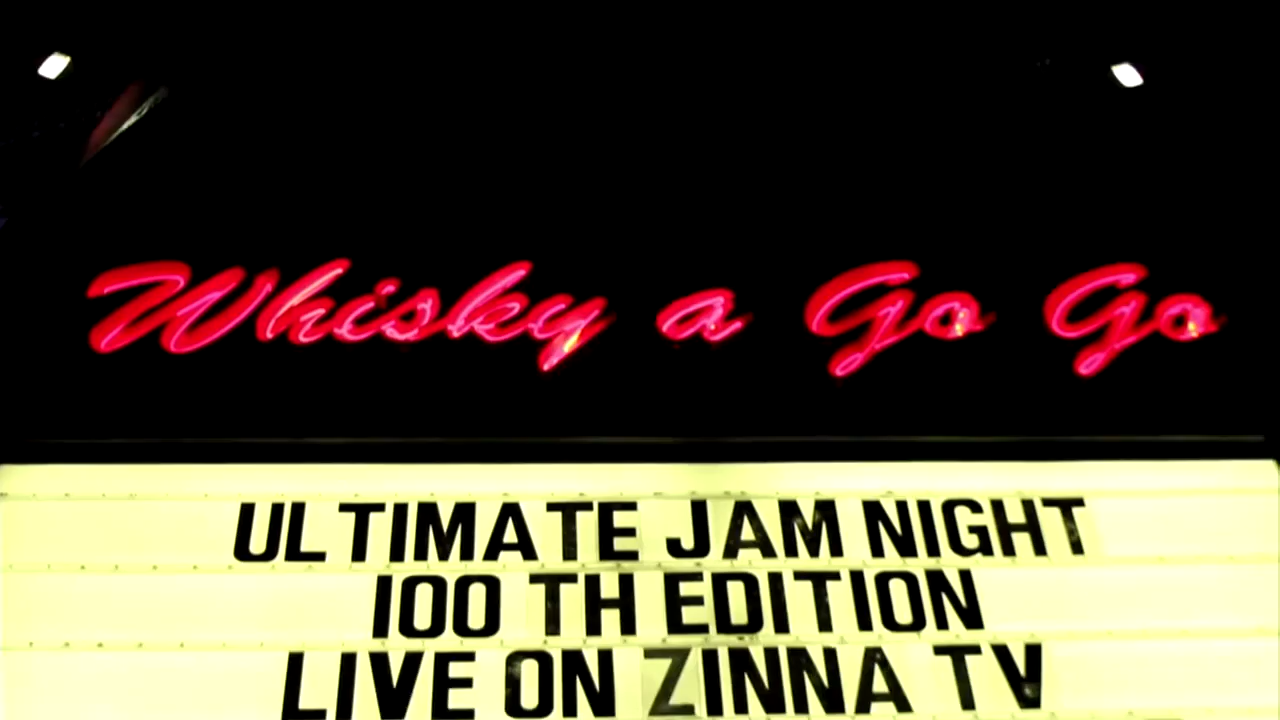 Whisky a Go Go
ULTIMATE JAM NIGHT
100 TH EDITION
LIVE ON ZINNA TV